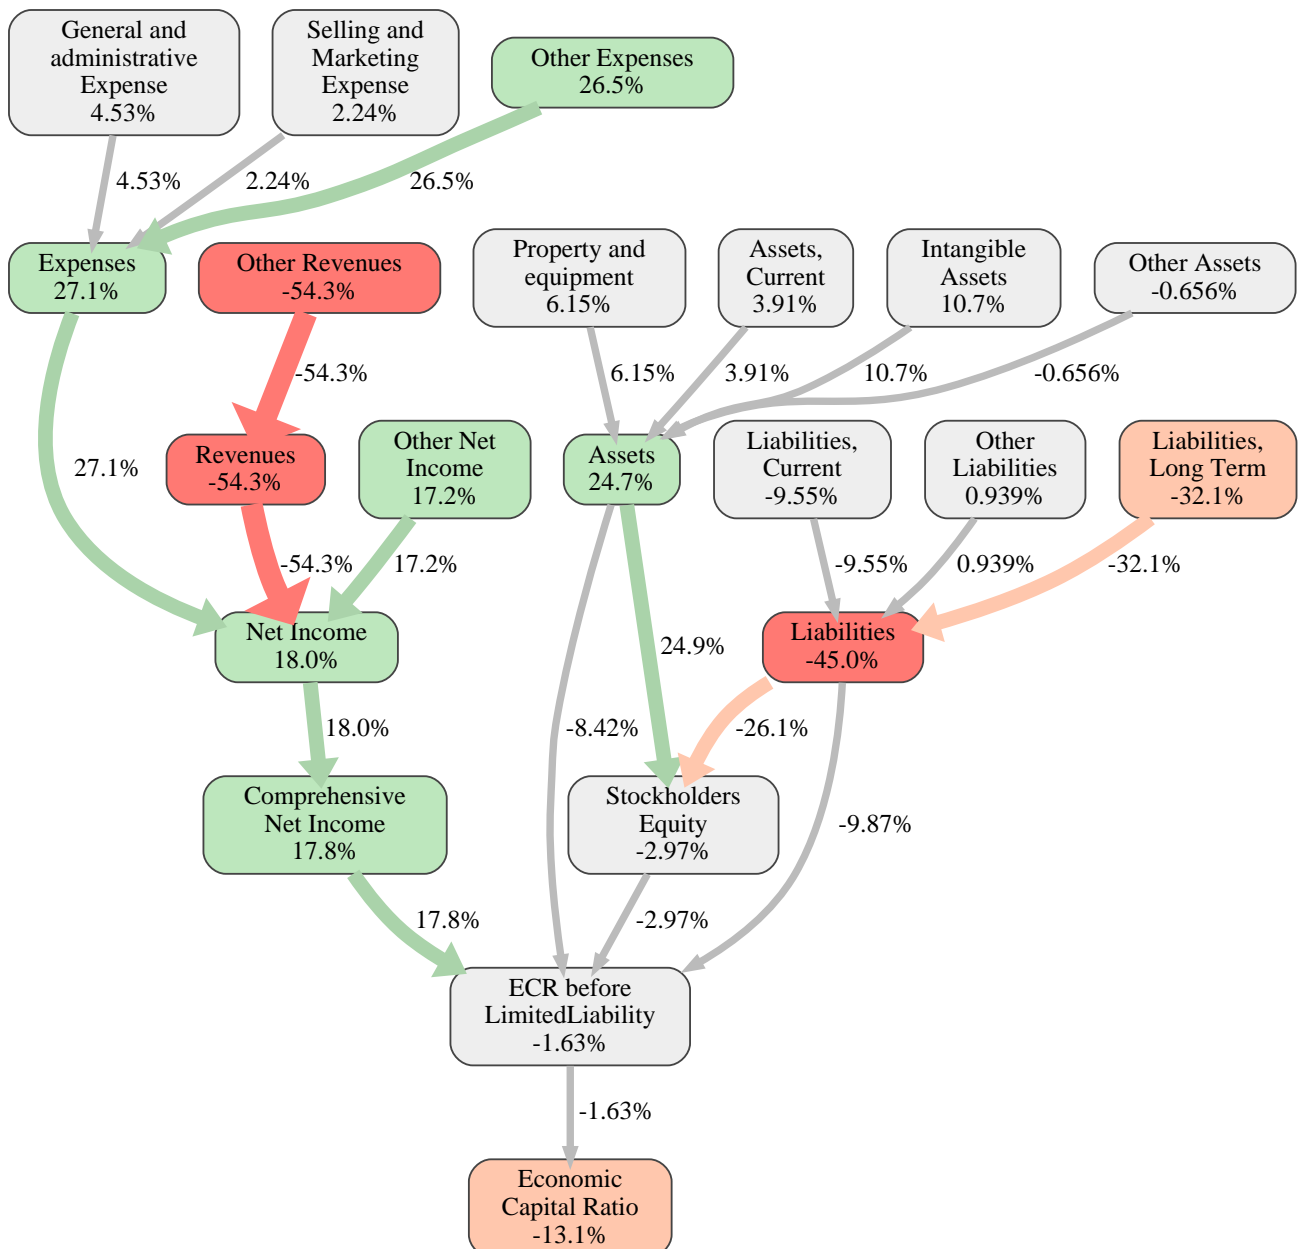 General and
administrative
Expense
4.53%
Selling and
Marketing
Expense
2.24%
Other Expenses
26.5%
4.53%
2.24%
26.5%
Expenses
27.1%
Other Revenues
-54.3%
Property and
equipment
6.15%
Assets,
Current
3.91%
Intangible
Assets
10.7%
Other Assets
-0.656%
-54.3%
6.15%
3.91%
10.7%
-0.656%
27.1%
Revenues
-54.3%
Other Net
Income
17.2%
Assets
24.7%
Liabilities,
Current
-9.55%
Other
Liabilities
0.939%
Liabilities,
Long Term
-32.1%
-54.3%
17.2%
-9.55%
0.939%
-32.1%
Net Income
18.0%
24.9%
Liabilities
-45.0%
18.0%
-8.42%
-26.1%
Comprehensive
Net Income
17.8%
Stockholders
Equity
-2.97%
-9.87%
17.8%
-2.97%
ECR before
LimitedLiability
-1.63%
-1.63%
Economic
Capital Ratio
-13.1%